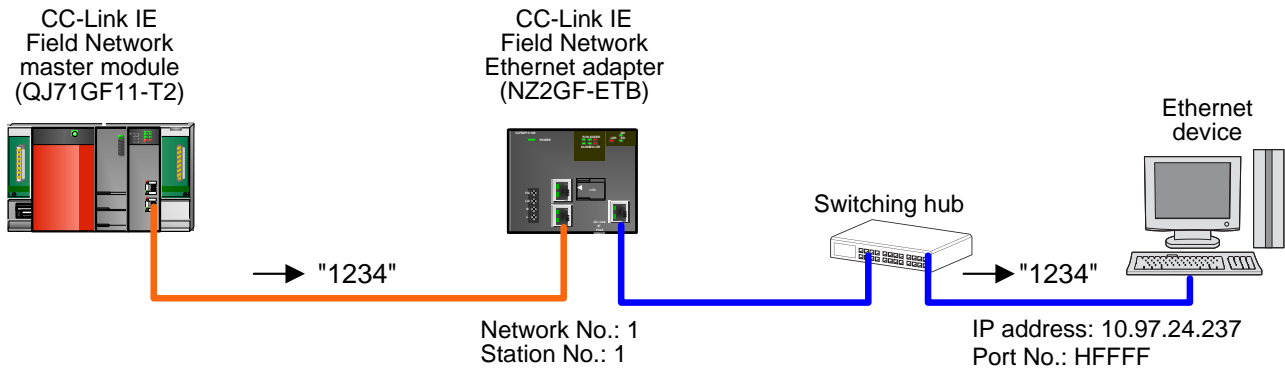 CC-Link IE
Field Network
master module
(QJ71GF11-T2)
CC-Link IE
Field Network
Ethernet adapter
(NZ2GF-ETB)
Ethernet
device
Switching hub
"1234"
"1234"
Network No.: 1
Station No.: 1
IP address: 10.97.24.237
Port No.: HFFFF